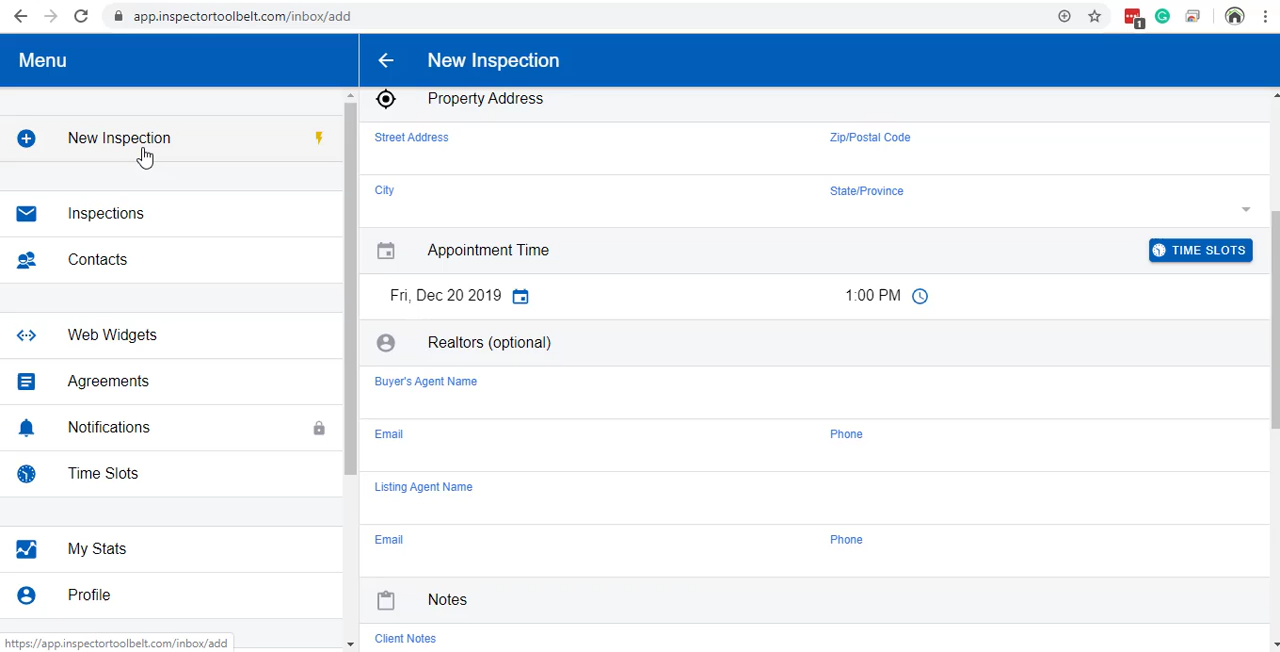 app.inspectortoolbelt.com/inbox/add
1
Menu
New Inspection
New Inspection
Inspections
Contacts
Web Widgets
Agreements
Notifications
Time Slots
My Stats
Profile
https://app.inspectortoolbelt.com/inbox/add
Property Address
Street Address
Zip/Postal Code
City
State/Province
Appointment Time
TIME SLOTS
Fri, Dec 20 2019
1:00 PM
Realtors (optional)
Buyer's Agent Name
Email
Phone
Listing Agent Name
Email
Phone
Notes
Client Notes